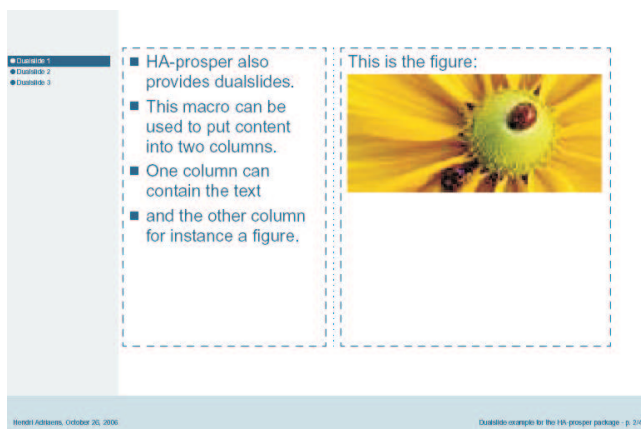 Dualslide 1
Dualslide 2
Dualslide 3
HA-prosper also
provides dualslides.
This macro can be
used to put content
into two columns.
One column can
contain the text
and the other column
for instance a figure.
This is the figure:
Hendri Adriaens, October 20, 2006
Dualslide example for the HA-prosper package - p. 2/4